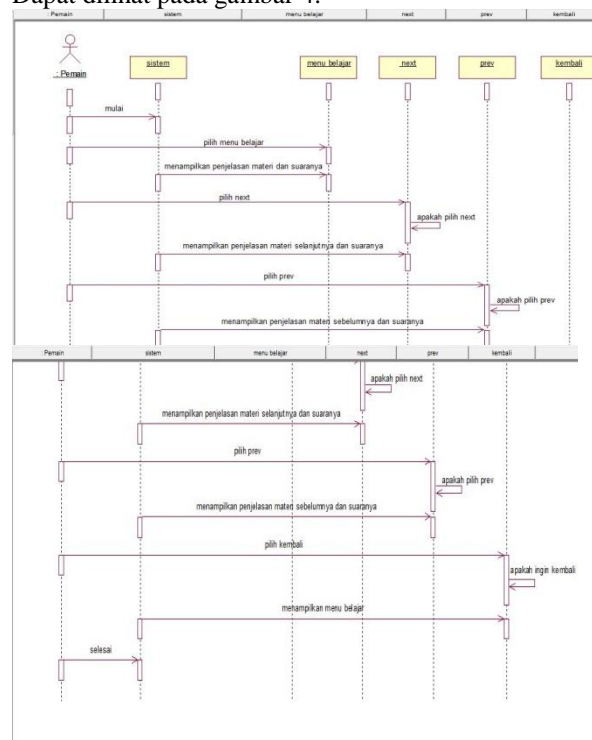 Dapat dilihat pada gambar 4.
: Pemain sistem menu belajar next prev kembali
: Pemain sistem menu belajar next prev kembali
mulai
pilih menu belajar
menampilkan penjelasan materi dan suaranya
pilih next
apakah pilih next
menampilkan penjelasan materi selanjutnya dan suaranya
pilih prev
apakah pilih prev
menampilkan penjelasan materi sebelumnya dan suaranya
: Pemain sistem menu belajar next prev kembali
apakah pilih next
menampilkan penjelasan materi selanjutnya dan suaranya
pilih prev
apakah pilih prev
menampilkan penjelasan materi sebelumnya dan suaranya
pilih kembali
apakah ingin kembali
menampilkan menu belajar
selesai